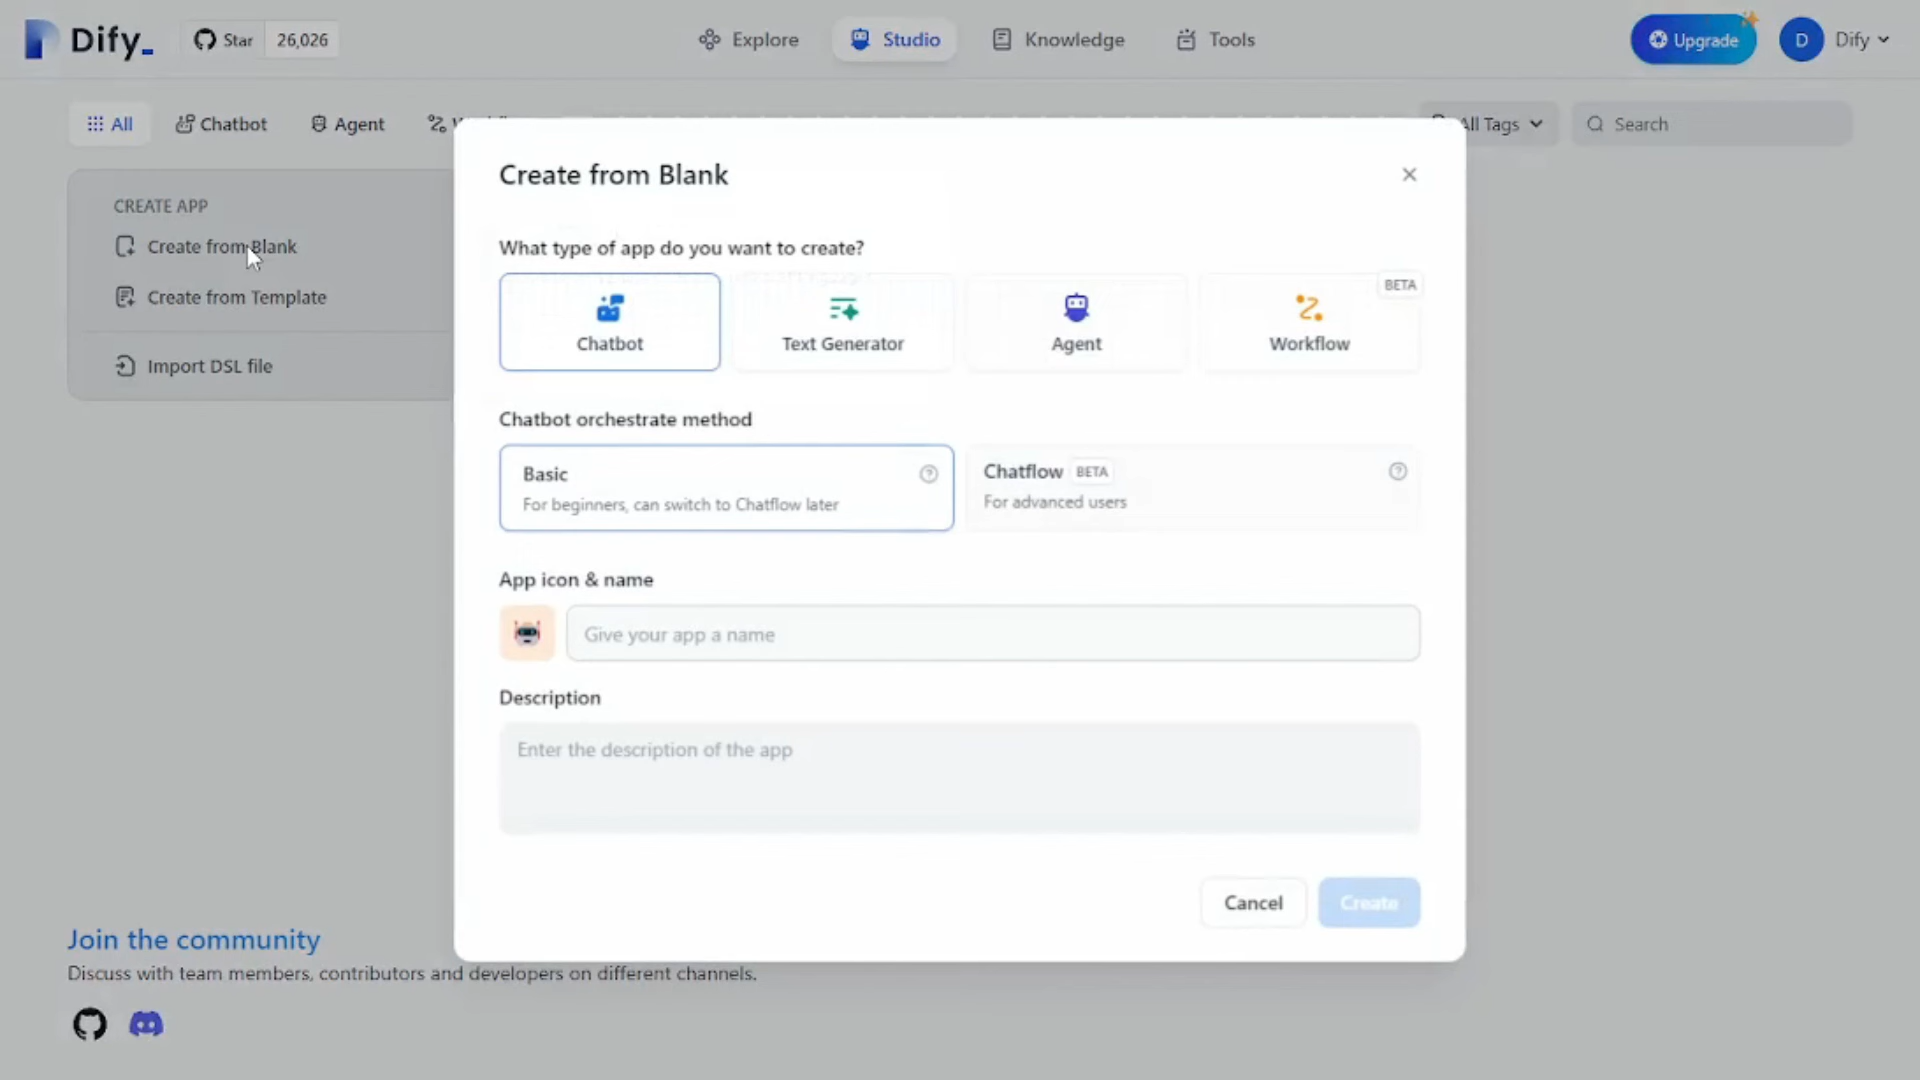 Dify_
Star 26,026
Explore
Studio
Knowledge
Tools
Upgrade
D
Dify
All
Chatbot
Agent
All Tags
Search
CREATE APP
Create from Blank
Create from Template
Import DSL file
Create from Blank
What type of app do you want to create?
Chatbot
Text Generator
Agent
BETA
Workflow
Chatbot orchestrate method
Basic
For beginners, can switch to Chatflow later
Chatflow BETA
For advanced users
App icon & name
Give your app a name
Description
Enter the description of the app
Cancel
Create
Join the community
Discuss with team members, contributors and developers on different channels.